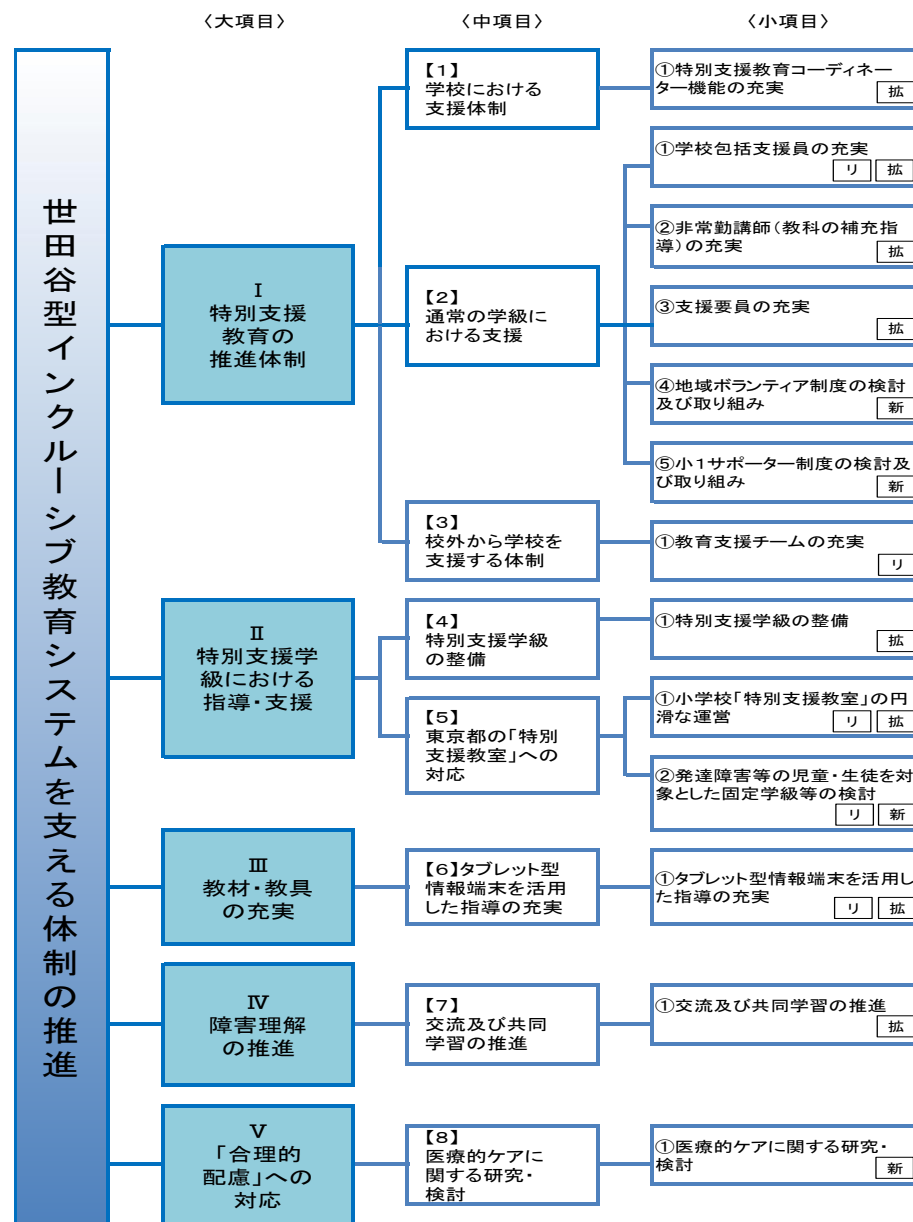 〈大項目〉
〈中項目〉
〈小項目〉
世田谷型インクルーシブ教育システムを支える体制の推進
Ⅰ
特別支援
教育の
推進体制
【1】
学校における
支援体制
①特別支援教育コーディネー
ター機能の充実
拡
【2】
通常の学級に
おける支援
①学校包括支援員の充実
リ 拡
②非常勤講師(教科の補充指
導)の充実
拡
③支援要員の充実
拡
④地域ボランティア制度の検討
及び取り組み
新
⑤小1サポーター制度の検討及
び取り組み
新
【3】
校外から学校を
支援する体制
①教育支援チームの充実
リ
Ⅱ
特別支援学
級における
指導・支援
【4】
特別支援学級
の整備
①特別支援学級の整備
拡
【5】
東京都の「特別
支援教室」への
対応
①小学校「特別支援教室」の円
滑な運営
リ 拡
②発達障害等の児童・生徒を対
象とした固定学級等の検討
リ 新
Ⅲ
教材・教具
の充実
【6】タブレット型
情報端末を活用
した指導の充実
①タブレット型情報端末を活用し
た指導の充実
リ 拡
Ⅳ
障害理解
の推進
【7】
交流及び共同
学習の推進
①交流及び共同学習の推進
拡
Ⅴ
「合理的
配慮」への
対応
【8】
医療的ケアに
関する研究・
検討
①医療的ケアに関する研究・
検討
新